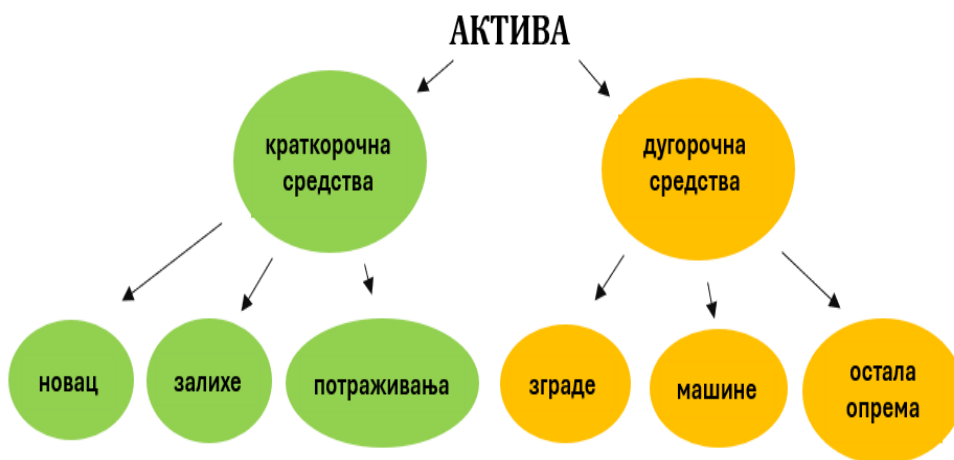 АКТИВА
краткорочна
средства
дугорочна
средства
новац
залихе
потраживања
зграде
машине
остала
опрема